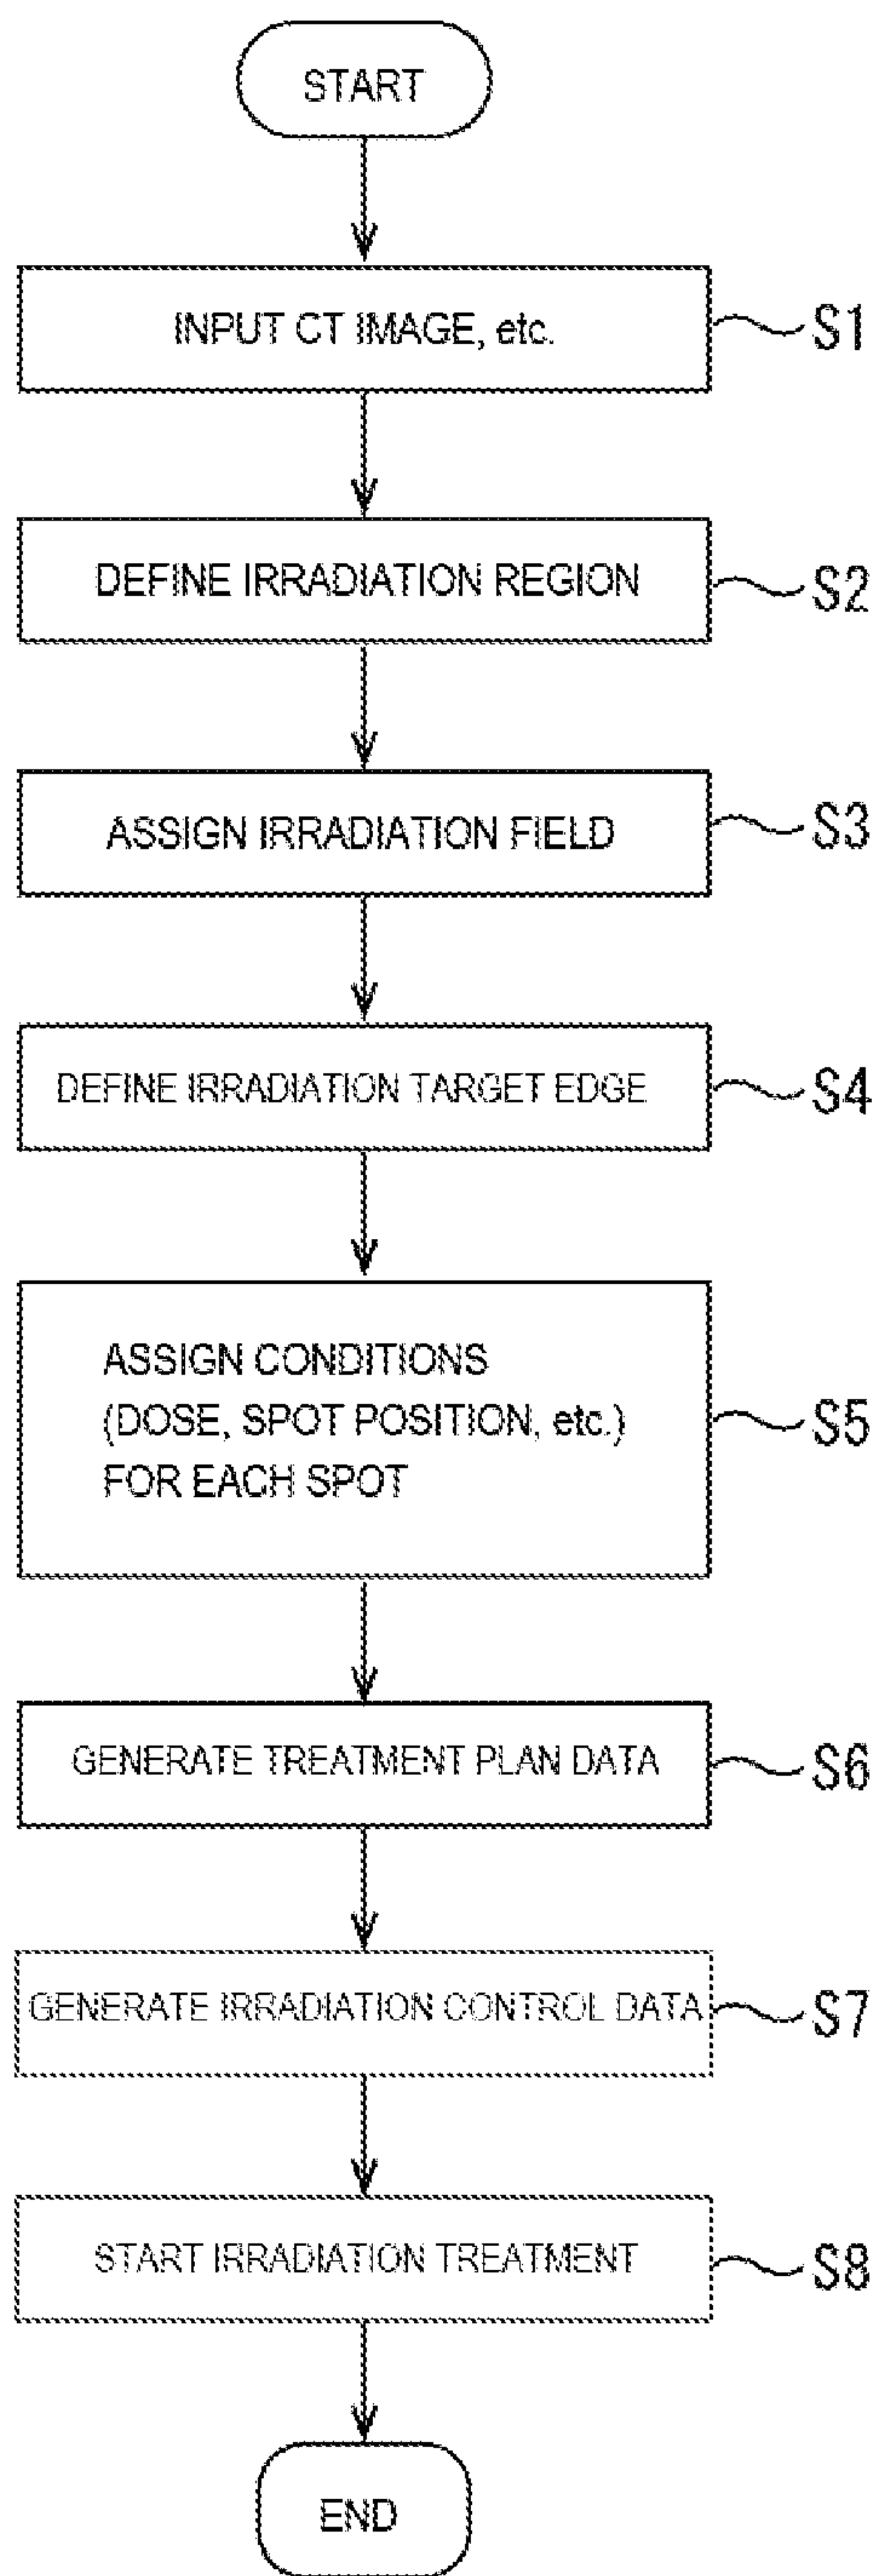 START
INPUT CT IMAGE, etc.
S1
DEFINE IRRADIATION REGION
S2
ASSIGN IRRADIATION FIELD
S3
DEFINE IRRADIATION TARGET EDGE
S4
ASSIGN CONDITIONS
(DOSE, SPOT POSITION, etc.)
FOR EACH SPOT
S5
GENERATE TREATMENT PLAN DATA
S6
GENERATE IRRADIATION CONTROL DATA
S7
START IRRADIATION TREATMENT
S8
END